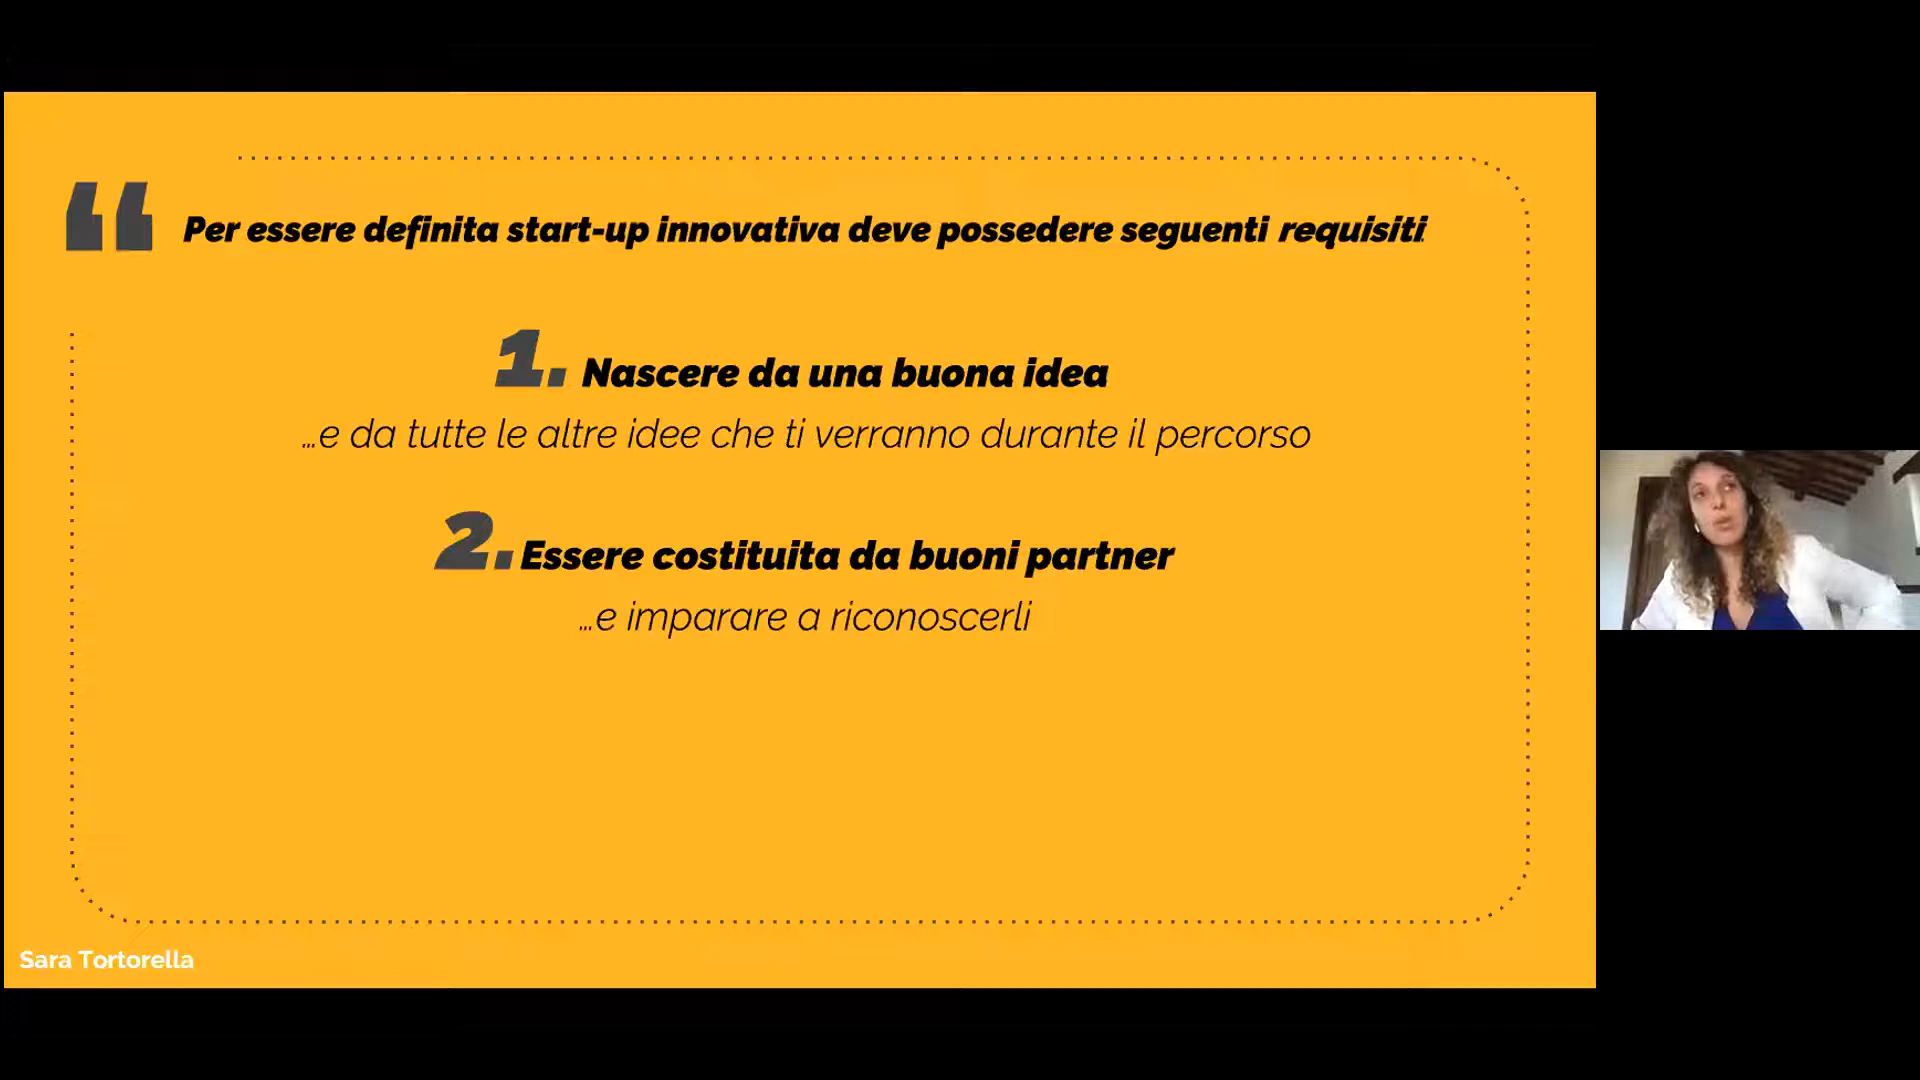 “ Per essere definita start-up innovativa deve possedere seguenti requisiti.
1. Nascere da una buona idea
...e da tutte le altre idee che ti verranno durante il percorso
2. Essere costituita da buoni partner
...e imparare a riconoscerli
Sara Tortorella